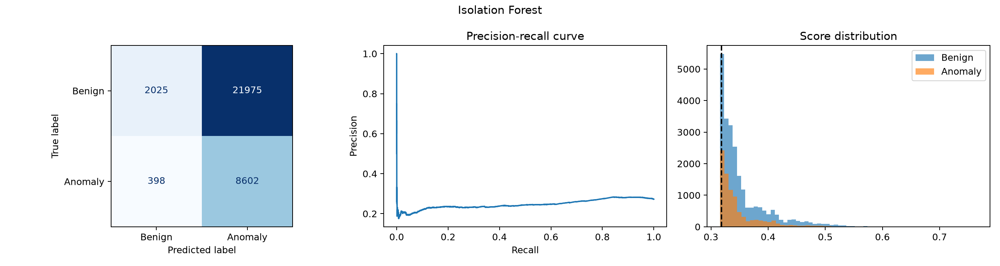 Isolation Forest
Benign
Anomaly
True label
2025
21975
398
8602
Benign
Anomaly
Predicted label
Precision-recall curve
1.0
0.8
0.6
0.4
0.2
Precision
0.0
0.2
0.4
0.6
0.8
1.0
Recall
Score distribution
Benign
Anomaly
5000
4000
3000
2000
1000
0
0.3
0.4
0.5
0.6
0.7